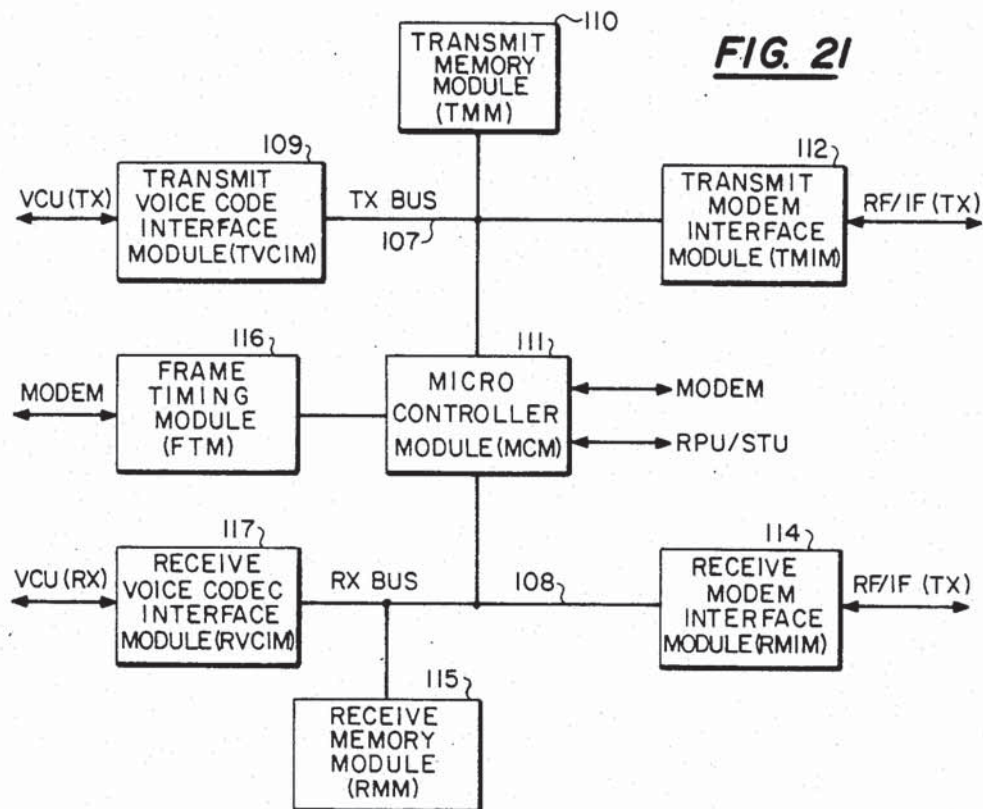 110
FIG. 21
TRANSMIT
MEMORY
MODULE
(TMM)
109
112
VCU (TX)
TRANSMIT
VOICE CODE
INTERFACE
MODULE (TVCIM)
TX BUS
107
TRANSMIT
MODEM
INTERFACE
MODULE (TMIM)
RF/IF (TX)
116
111
MODEM
FRAME
TIMING
MODULE
(FTM)
MICRO
CONTROLLER
MODULE (MCM)
MODEM
RPU/STU
117
114
VCU (RX)
RECEIVE
VOICE CODEC
INTERFACE
MODULE (RVCIM)
RX BUS
108
RECEIVE
MODEM
INTERFACE
MODULE (RMIM)
RF/IF (TX)
115
RECEIVE
MEMORY
MODULE
(RMM)